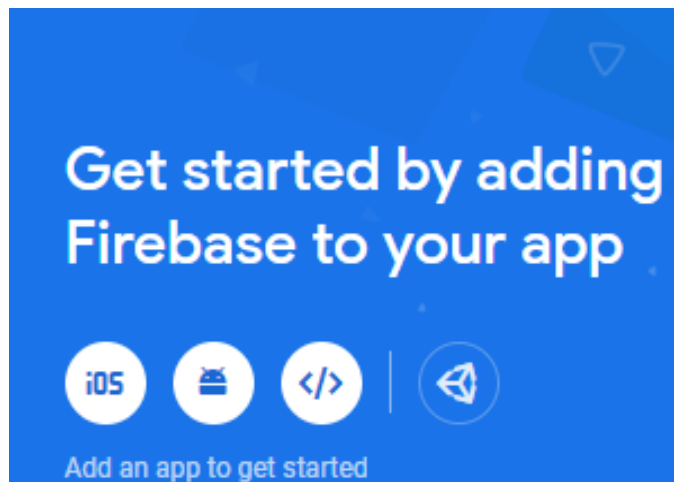 Get started by adding
Firebase to your app
iOS
</>
Add an app to get started